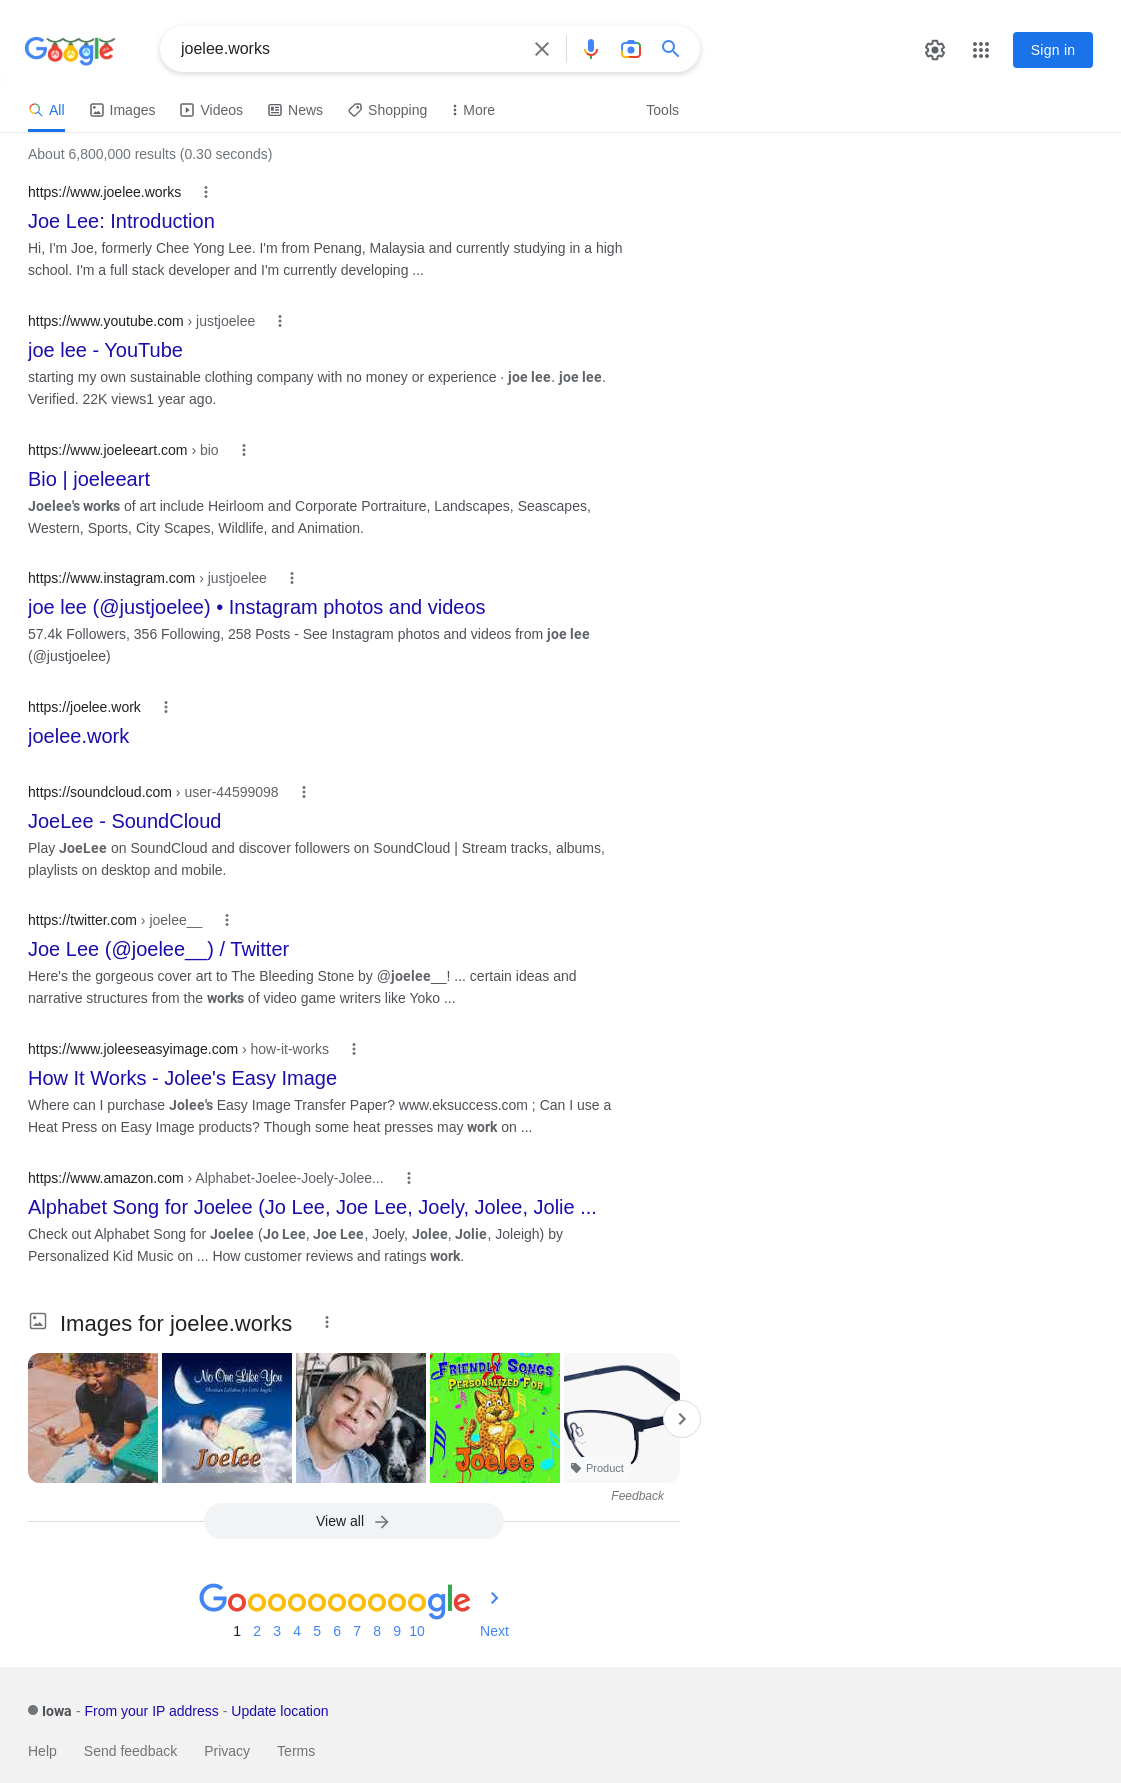 Google
joelee.works
Sign in
All
Images
Videos
News
Shopping
More
Tools
About 6,800,000 results (0.30 seconds)
https://www.joelee.works
Joe Lee: Introduction
Hi, I'm Joe, formerly Chee Yong Lee. I'm from Penang, Malaysia and currently studying in a high
school. I'm a full stack developer and I'm currently developing ...
https://www.youtube.com › justjoelee
joe lee - YouTube
starting my own sustainable clothing company with no money or experience · joe lee. joe lee.
Verified. 22K views1 year ago.
https://www.joeleeart.com › bio
Bio | joeleeart
Joelee's works of art include Heirloom and Corporate Portraiture, Landscapes, Seascapes,
Western, Sports, City Scapes, Wildlife, and Animation.
https://www.instagram.com › justjoelee
joe lee (@justjoelee) • Instagram photos and videos
57.4k Followers, 356 Following, 258 Posts - See Instagram photos and videos from joe lee
(@justjoelee)
https://joelee.work
joelee.work
https://soundcloud.com › user-44599098
JoeLee - SoundCloud
Play JoeLee on SoundCloud and discover followers on SoundCloud | Stream tracks, albums,
playlists on desktop and mobile.
https://twitter.com › joelee__
Joe Lee (@joelee__) / Twitter
Here's the gorgeous cover art to The Bleeding Stone by @joelee__! ... certain ideas and
narrative structures from the works of video game writers like Yoko ...
https://www.joleeseasyimage.com › how-it-works
How It Works - Jolee's Easy Image
Where can I purchase Jolee's Easy Image Transfer Paper? www.eksuccess.com ; Can I use a
Heat Press on Easy Image products? Though some heat presses may work on ...
https://www.amazon.com › Alphabet-Joelee-Joely-Jolee...
Alphabet Song for Joelee (Jo Lee, Joe Lee, Joely, Jolee, Jolie ...
Check out Alphabet Song for Joelee (Jo Lee, Joe Lee, Joely, Jolee, Jolie, Joleigh) by
Personalized Kid Music on ... How customer reviews and ratings work.
Images for joelee.works
No One Like You
Christian Lullabies for Little Angels
Joelee
FRIENDLY SONGS
PERSONALIZED FOR
JOELEE
Product
Feedback
View all
Goooooooooogle
1 2 3 4 5 6 7 8 9 10 Next
Iowa - From your IP address - Update location
Help Send feedback Privacy Terms